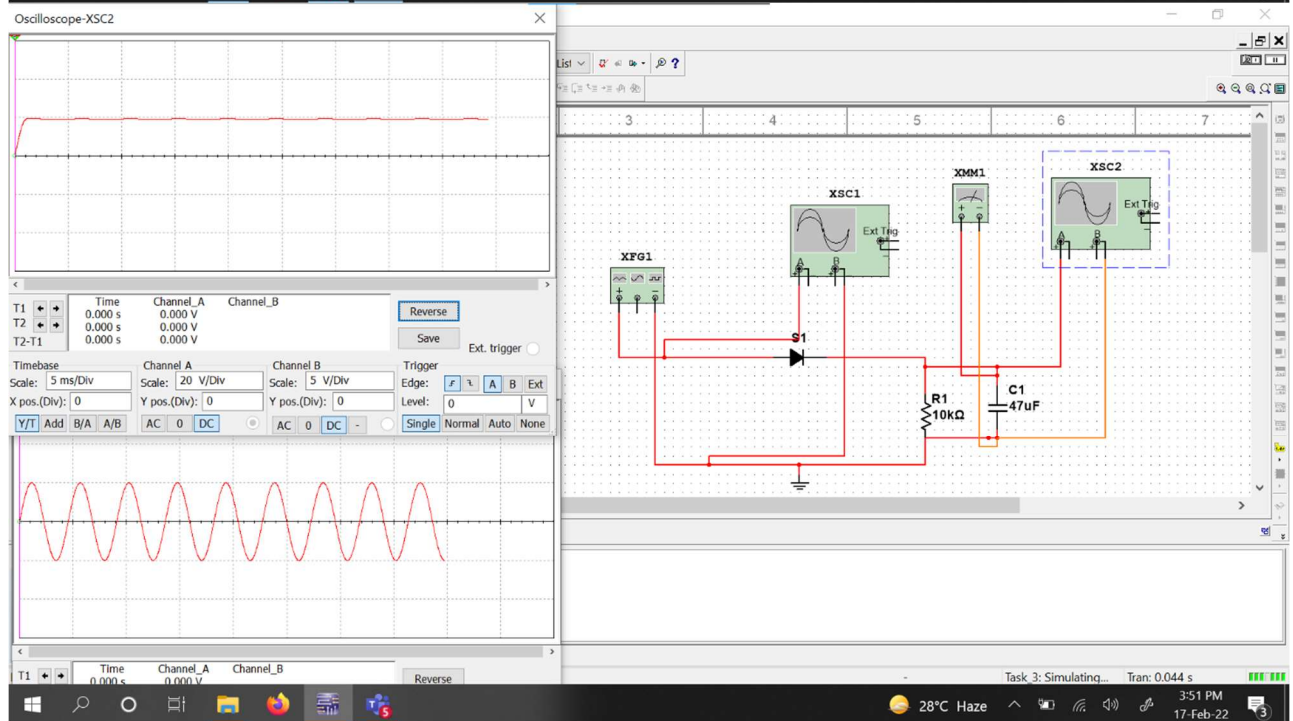 Oscilloscope-XSC2
Time Channel_A Channel_B
T1 0.000 s 0.000 V
T2 0.000 s 0.000 V
T2-T1 0.000 s 0.000 V
Reverse
Save
Ext. trigger
Timebase
Scale: 5 ms/Div
X pos.(Div): 0
Y/T Add B/A A/B
Channel A
Scale: 20 V/Div
Y pos.(Div): 0
AC 0 DC
Channel B
Scale: 5 V/Div
Y pos.(Div): 0
AC 0 DC -
Trigger
Edge: A B Ext
Level: 0 V
Single Normal Auto None
Time Channel_A Channel_B
T1 0.000 s 0.000 V
Reverse
List
?
3 4 5 6 7
XFG1
XSC1
A B
Ext Trig
XMM1
XSC2
A B
Ext Trig
S1
R1
10kΩ
C1
47uF
Task_3: Simulating... Tran: 0.044 s
28°C Haze
3:51 PM
17-Feb-22
5
3